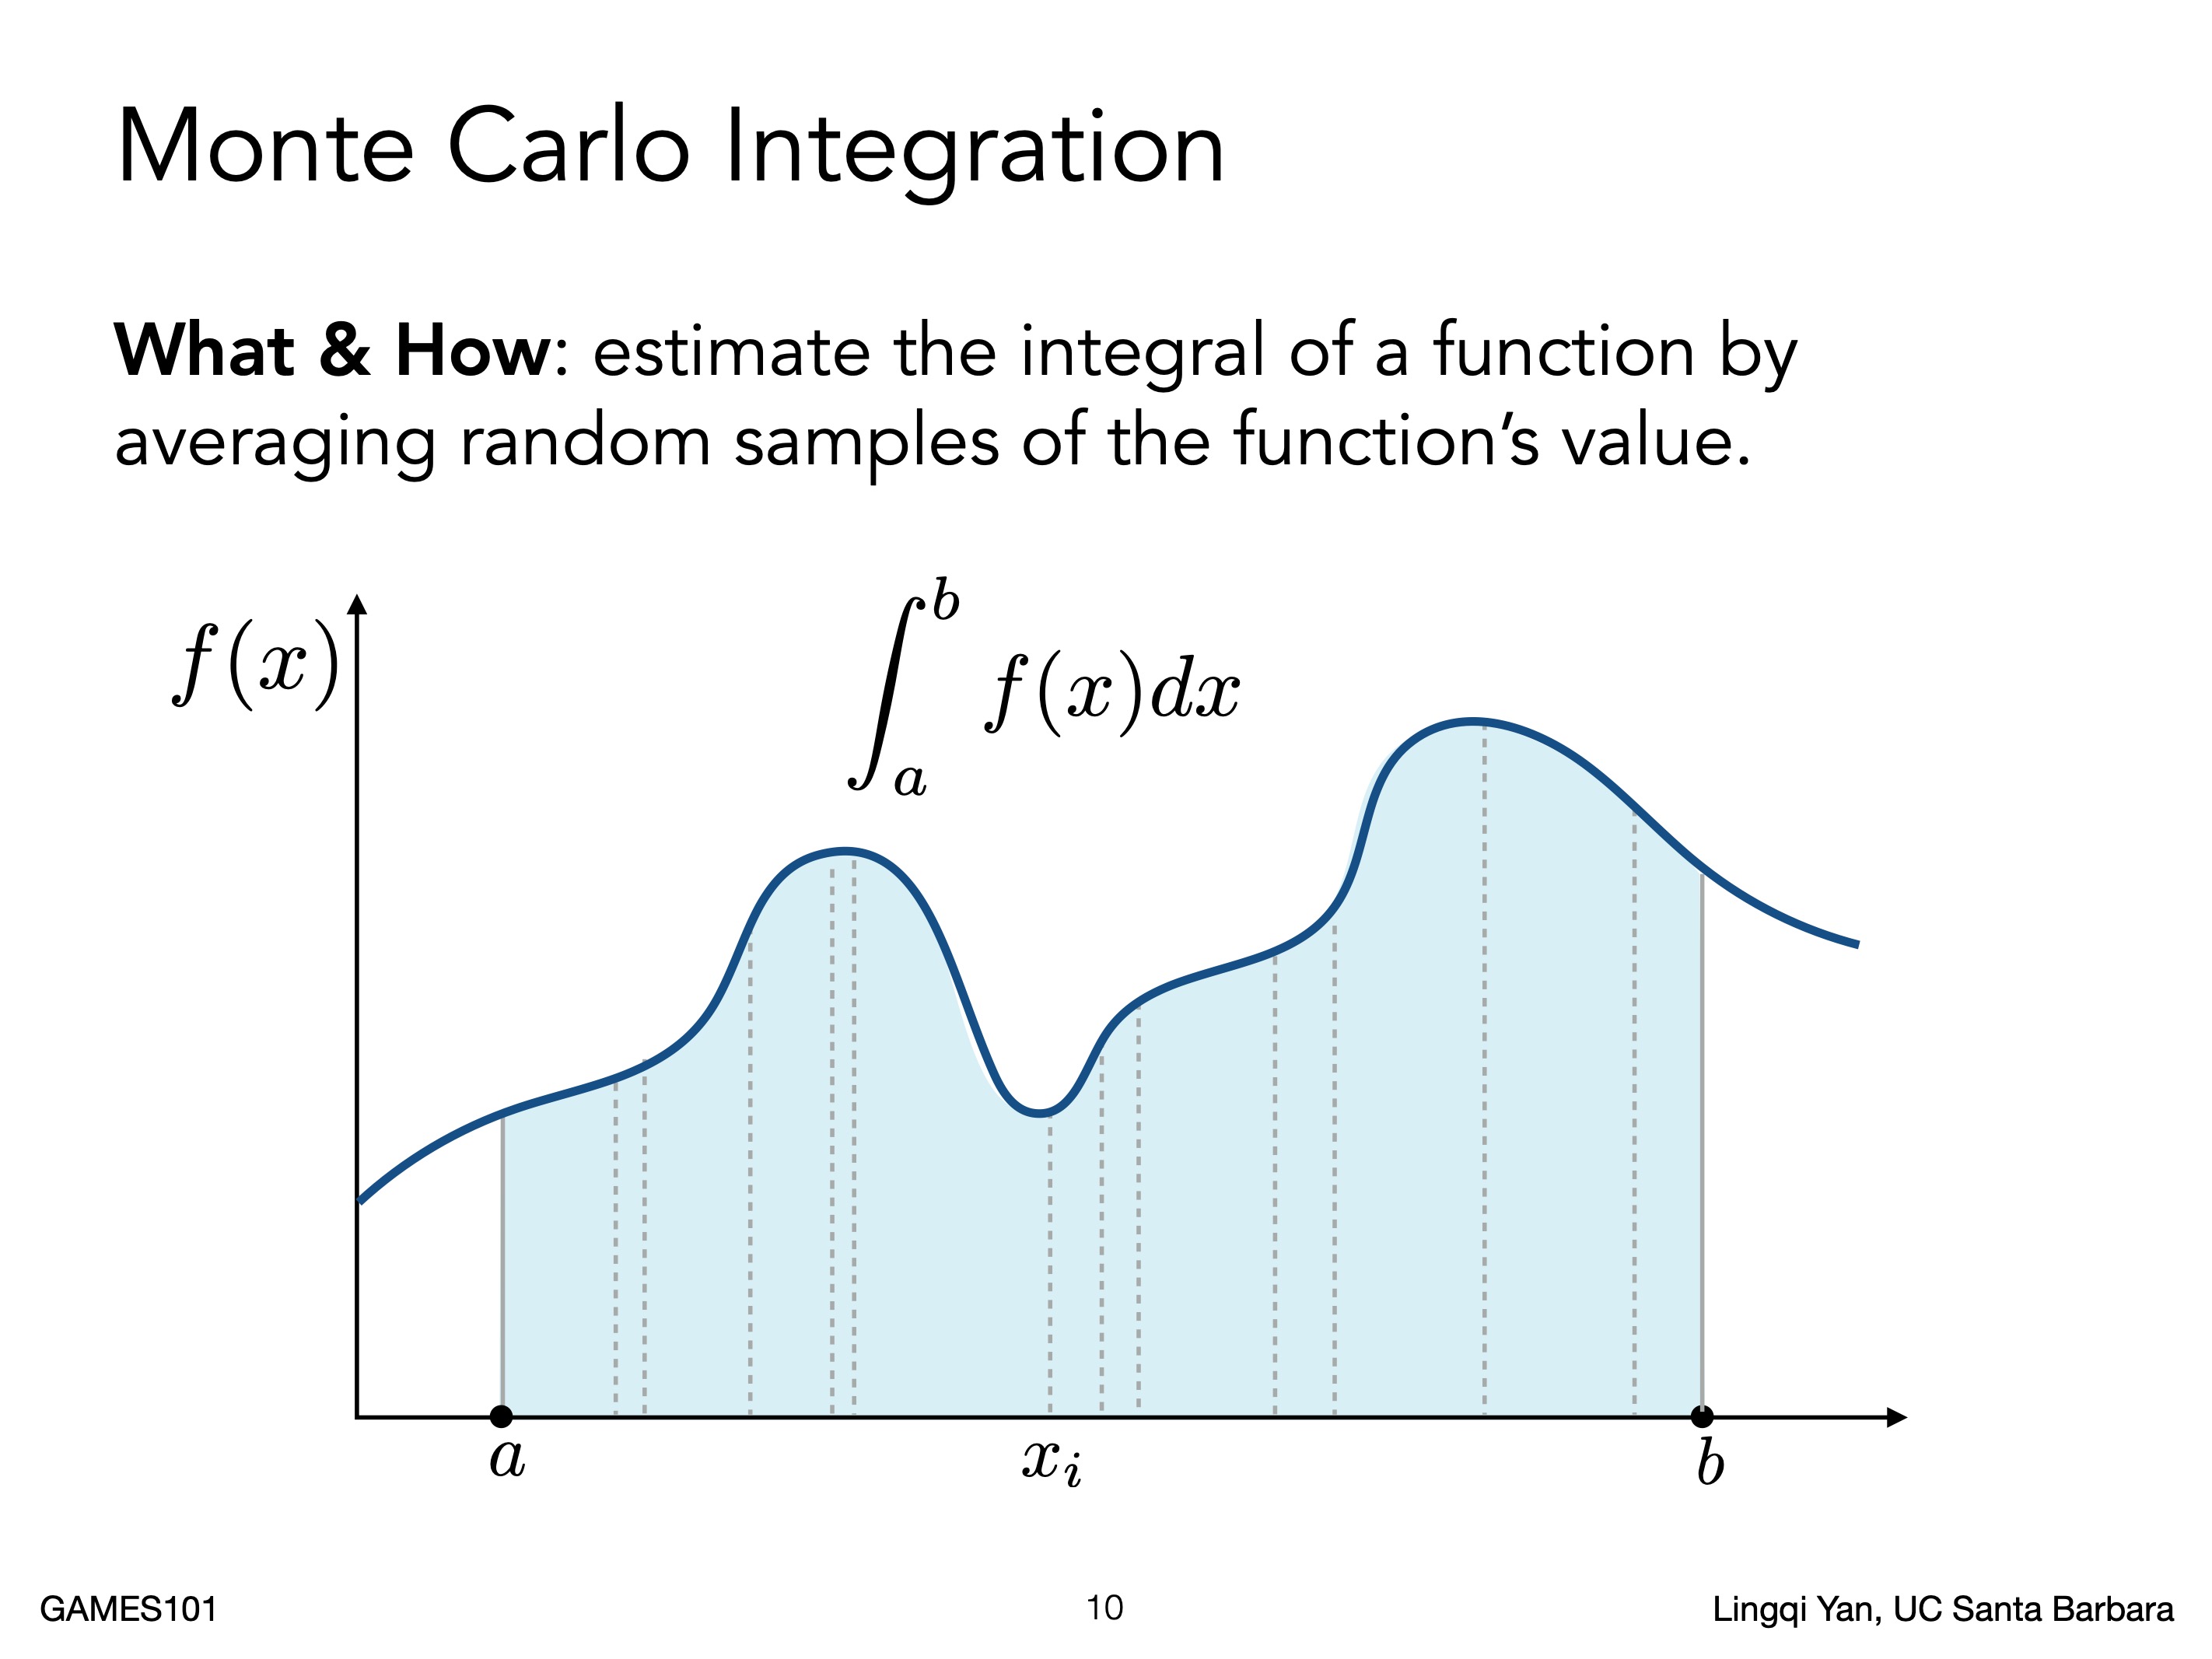 Monte Carlo Integration
What & How: estimate the integral of a function by
averaging random samples of the function’s value.
f(x)
∫_a^b f(x)dx
a
x_i
b
GAMES101
10
Lingqi Yan, UC Santa Barbara